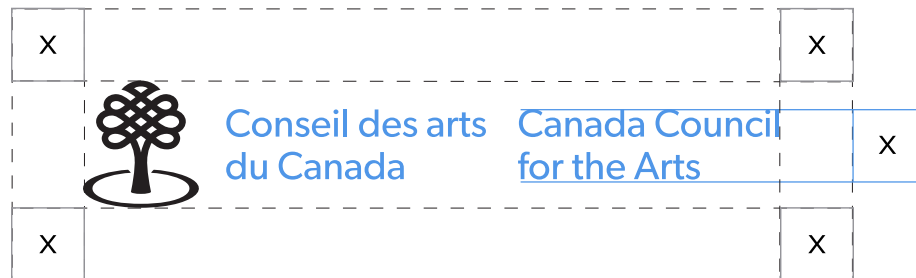 X X
Conseil des arts Canada Council
du Canada for the Arts
X
X X